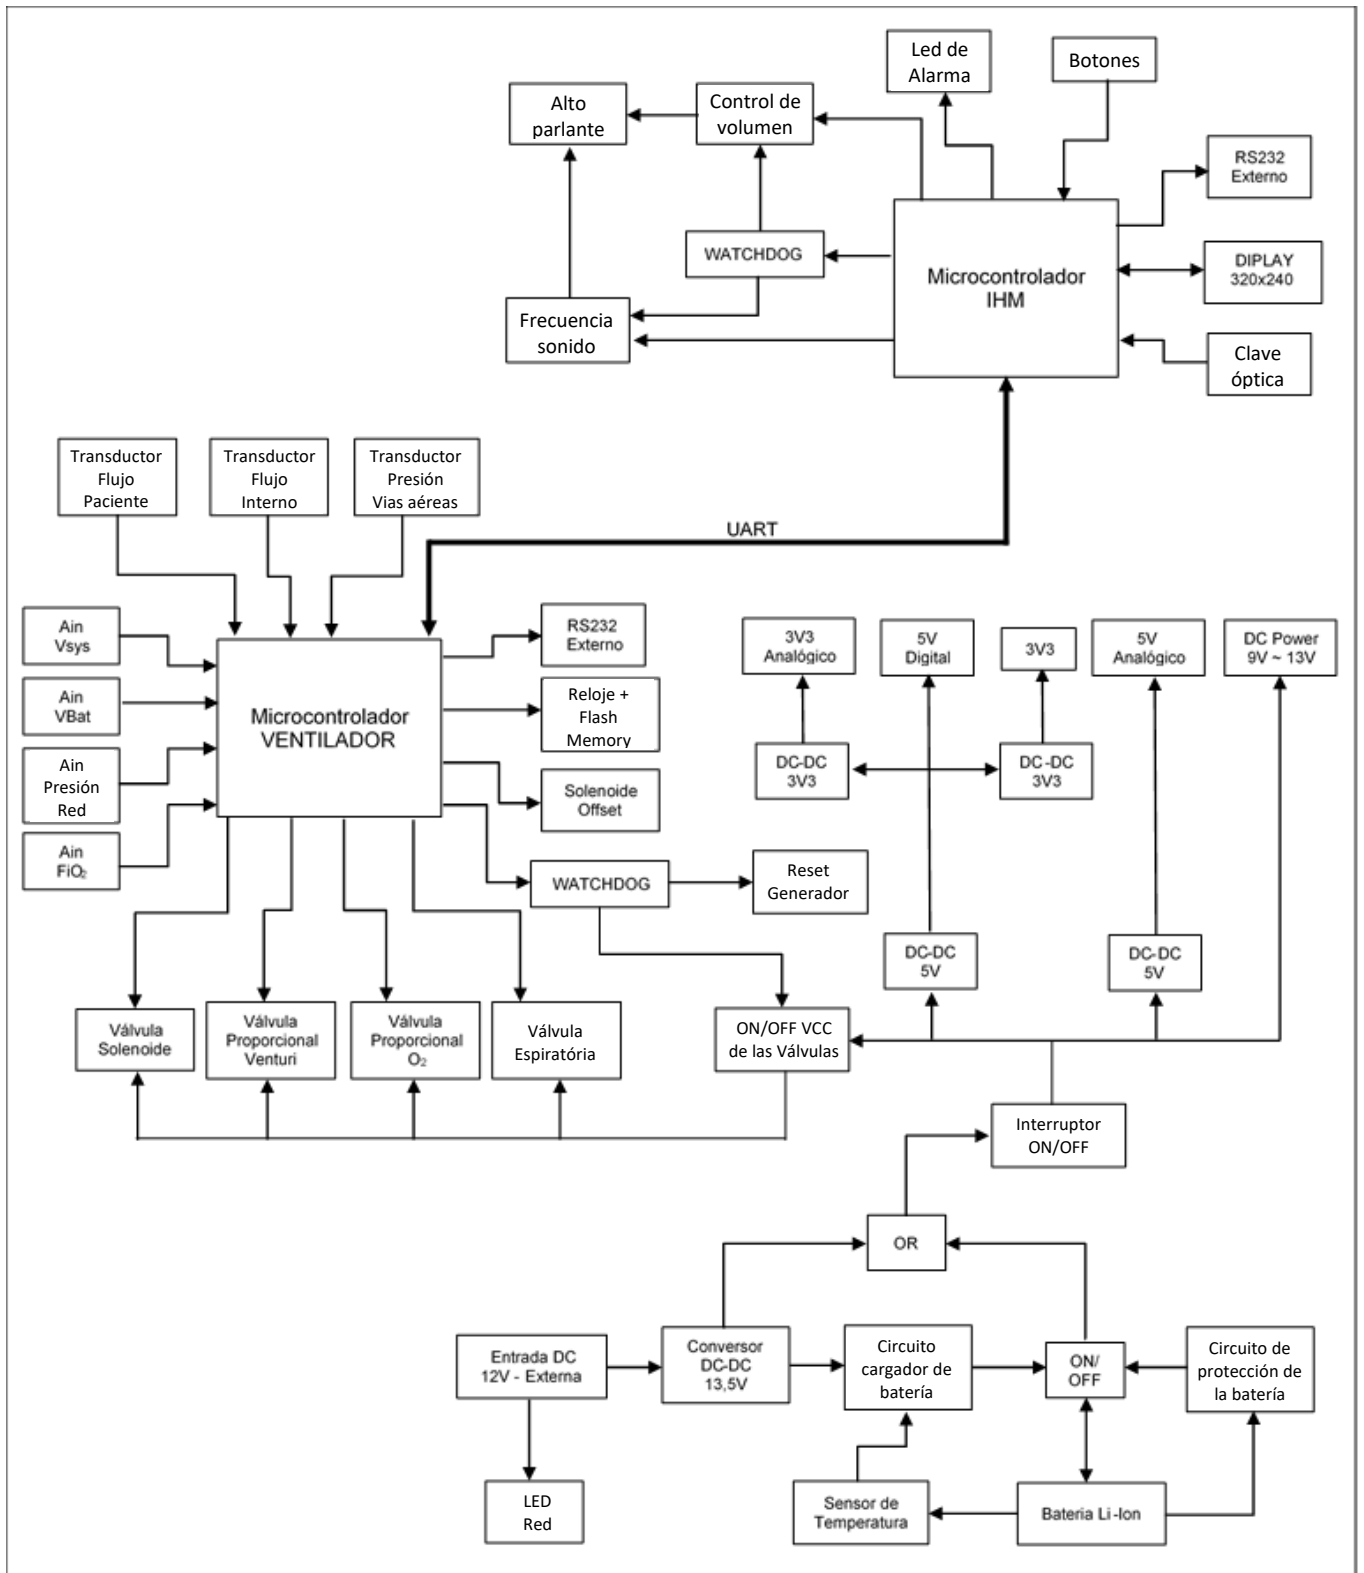 Led de
Alarma
Botones
Alto
parlante
Control de
volumen
RS232
Externo
WATCHDOG
Microcontrolador
IHM
DIPLAY
320x240
Frecuencia
sonido
Clave
óptica
Transductor
Flujo
Paciente
Transductor
Flujo
Interno
Transductor
Presión
Vias aéreas
UART
Ain
Vsys
Ain
VBat
Ain
Presión
Red
Ain
FiO₂
Microcontrolador
VENTILADOR
RS232
Externo
Reloje +
Flash
Memory
Solenoide
Offset
WATCHDOG
Reset
Generador
3V3
Analógico
5V
Digital
3V3
5V
Analógico
DC Power
9V ~ 13V
DC-DC
3V3
DC-DC
3V3
DC-DC
5V
DC-DC
5V
Válvula
Solenoide
Válvula
Proporcional
Venturi
Válvula
Proporcional
O₂
Válvula
Espiratória
ON/OFF VCC
de las Válvulas
Interruptor
ON/OFF
OR
Entrada DC
12V - Externa
Conversor
DC-DC
13,5V
Circuito
cargador de
batería
ON/
OFF
Circuito de
protección de
la batería
LED
Red
Sensor de
Temperatura
Bateria Li-Ion